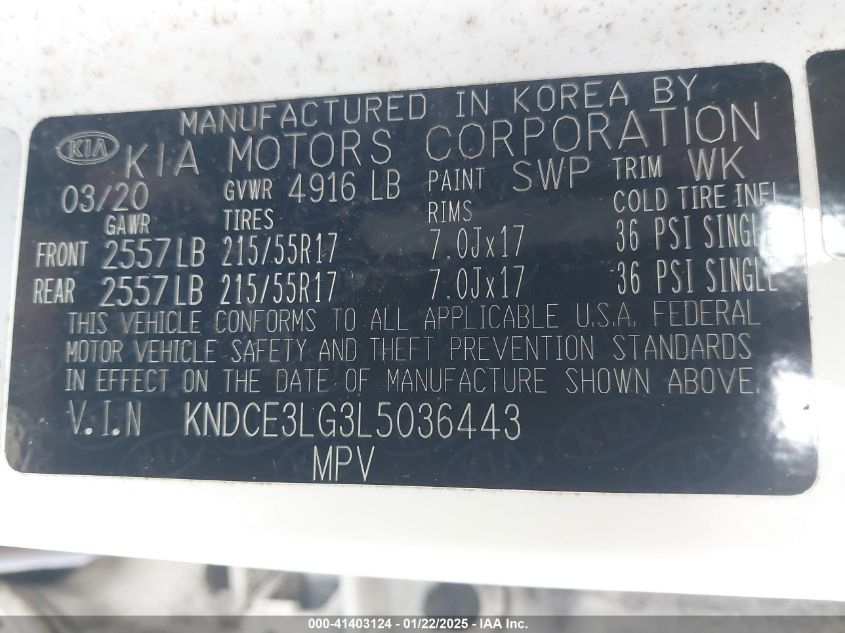 MANUFACTURED IN KOREA BY
KIA KIA MOTORS CORPORATION
03/20 GVWR 4916 LB PAINT SWP TRIM WK
GAWR TIRES RIMS COLD TIRE INFL
FRONT 2557LB 215/55R17 7.0Jx17 36 PSI SINGLE
REAR 2557LB 215/55R17 7.0Jx17 36 PSI SINGLE
THIS VEHICLE CONFORMS TO ALL APPLICABLE U.S.A. FEDERAL
MOTOR VEHICLE SAFETY AND THEFT PREVENTION STANDARDS
IN EFFECT ON THE DATE OF MANUFACTURE SHOWN ABOVE.
V.I.N KNDCE3LG3L5036443
MPV
000-41403124 - 01/22/2025 - IAA Inc.